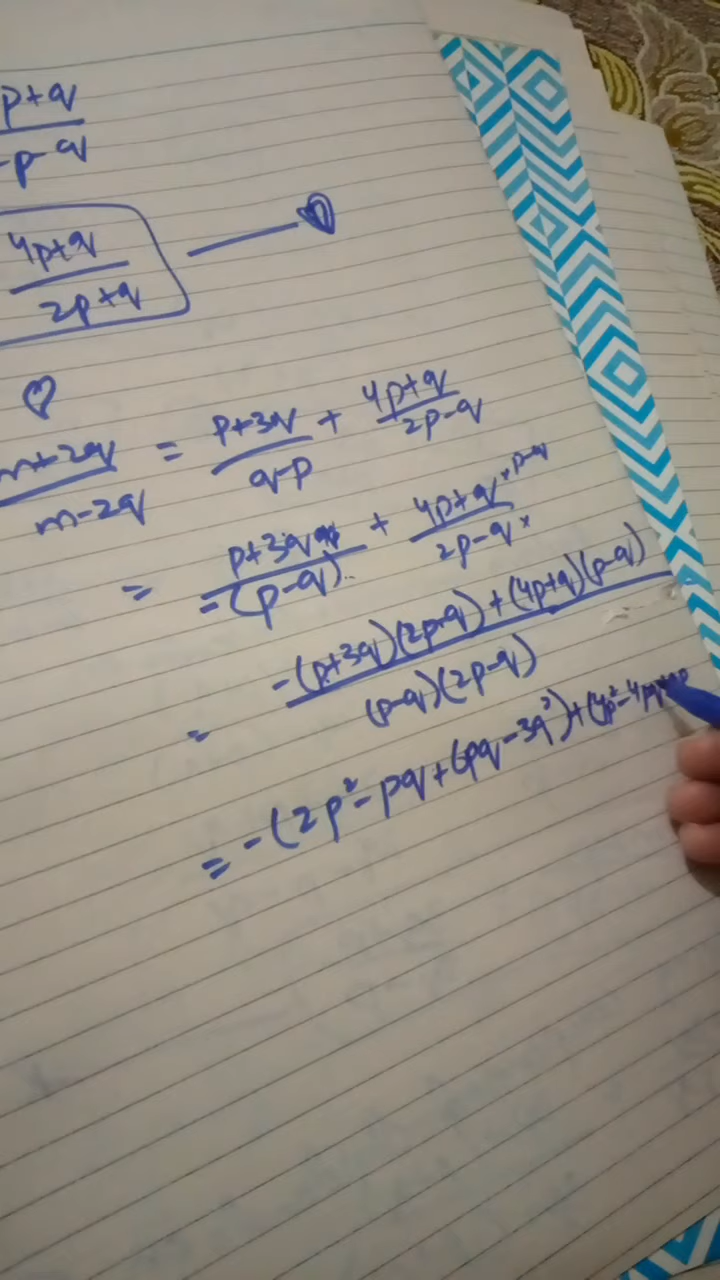 p+q
-p-q
4p+q
2p+q
m+2q/m-2q = p+3q/q-p + 4p+q/2p-q
= p+3q/-(p-q) + 4p+q/2p-q × p-q
= -(p+3q)(2p-q)+(4p+q)(p-q)
(p-q)(2p-q)
= -(2p²-pq+6pq-3q²)+(4p²-4pq